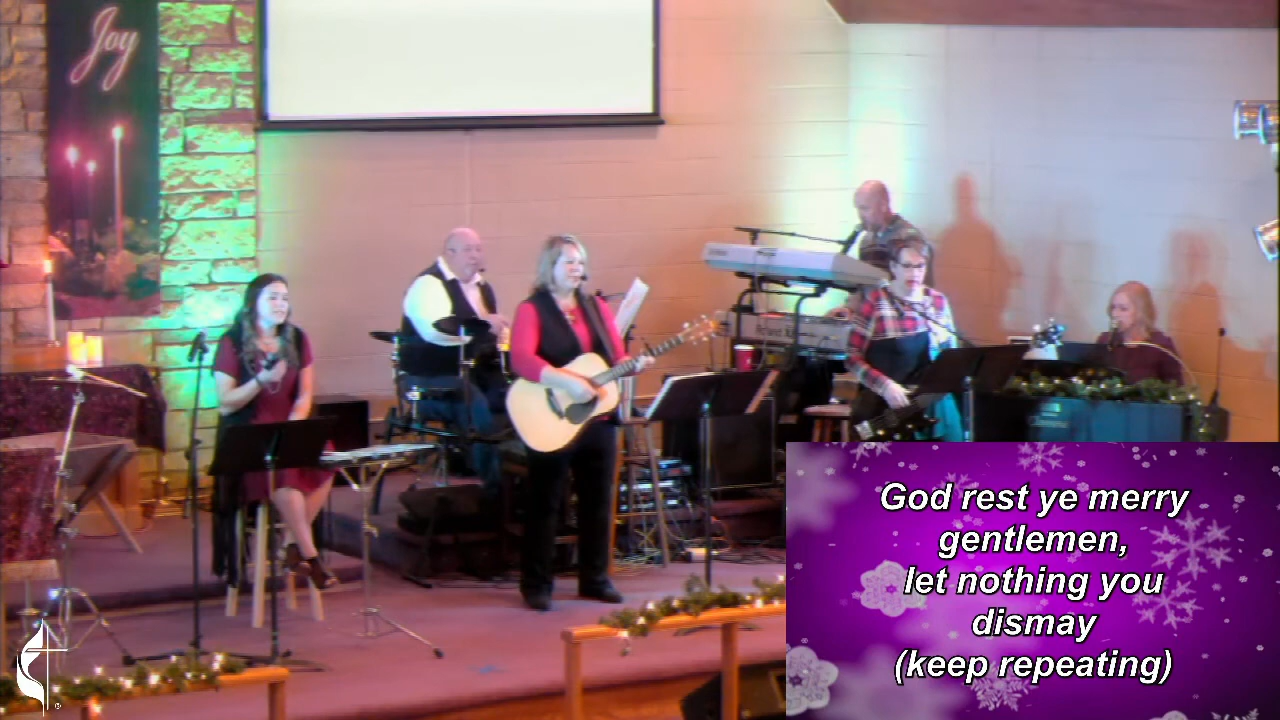 Joy
God rest ye merry
gentlemen,
let nothing you
dismay
(keep repeating)